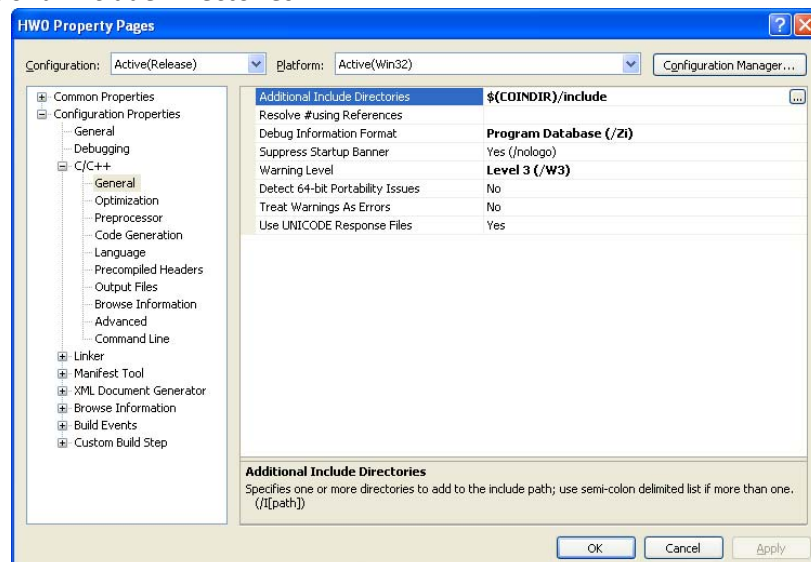 HW0 Property Pages
Configuration: Active(Release) Platform: Active(Win32) Configuration Manager...
Common Properties
Configuration Properties
General
Debugging
C/C++
General
Optimization
Preprocessor
Code Generation
Language
Precompiled Headers
Output Files
Browse Information
Advanced
Command Line
Linker
Manifest Tool
XML Document Generator
Browse Information
Build Events
Custom Build Step
Additional Include Directories $(COINDIR)/include ...
Resolve #using References
Debug Information Format Program Database (/Zi)
Suppress Startup Banner Yes (/nologo)
Warning Level Level 3 (/W3)
Detect 64-bit Portability Issues No
Treat Warnings As Errors No
Use UNICODE Response Files Yes
Additional Include Directories
Specifies one or more directories to add to the include path; use semi-colon delimited list if more than one.
(/I[path])
OK Cancel Apply